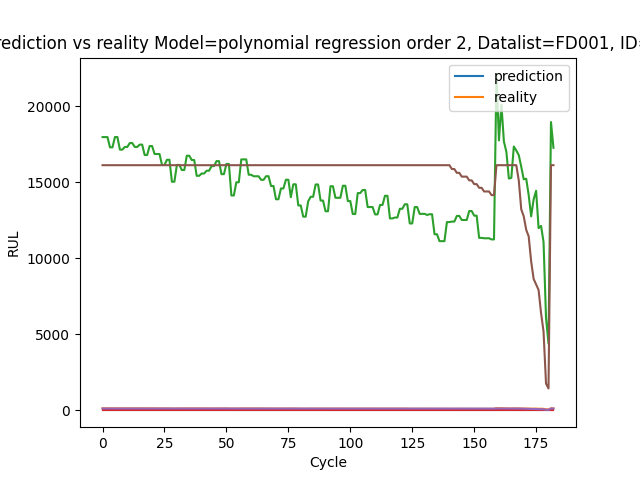 ediction vs reality Model=polynomial regression order 2, Datalist=FD001, ID=
prediction
reality
20000
15000
10000
5000
0
RUL
0 25 50 75 100 125 150 175
Cycle